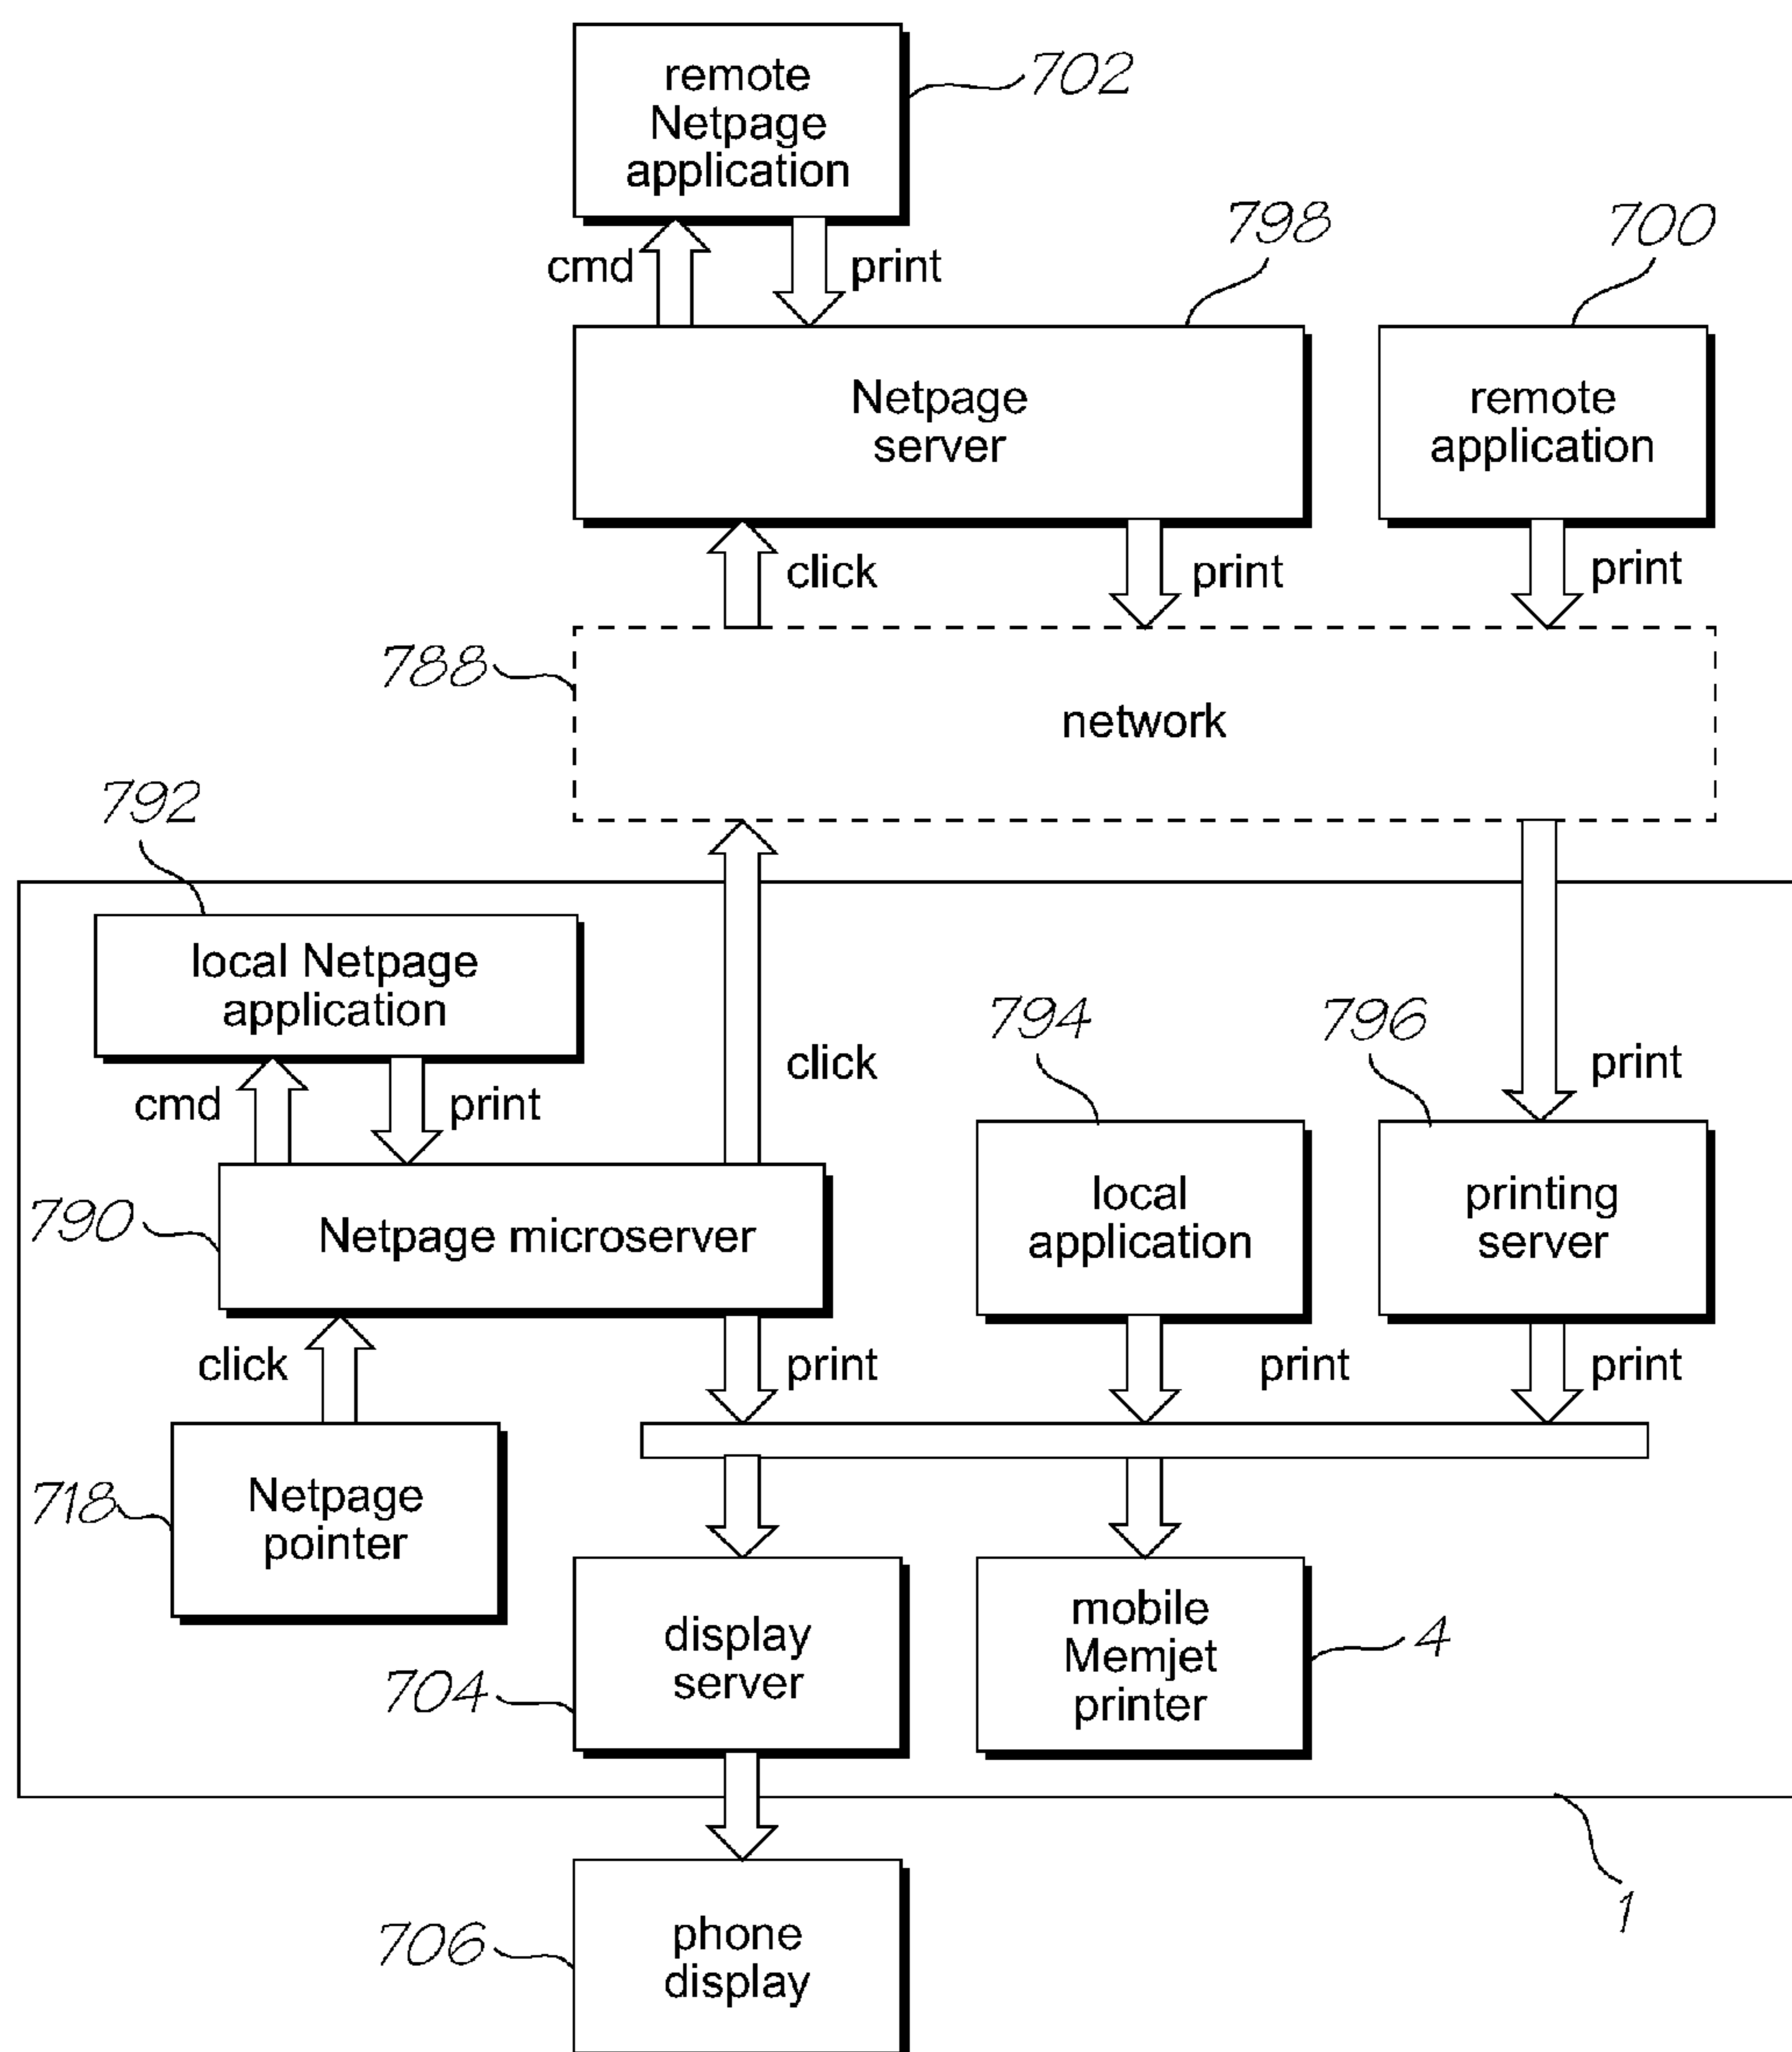 remote
Netpage
application
702
cmd
print
798
700
Netpage
server
remote
application
click
print
print
788
network
792
local Netpage
application
794
796
click
print
cmd
print
790
Netpage microserver
local
application
printing
server
click
print
print
print
718
Netpage
pointer
display
server
704
mobile
Memjet
printer
4
1
706
phone
display